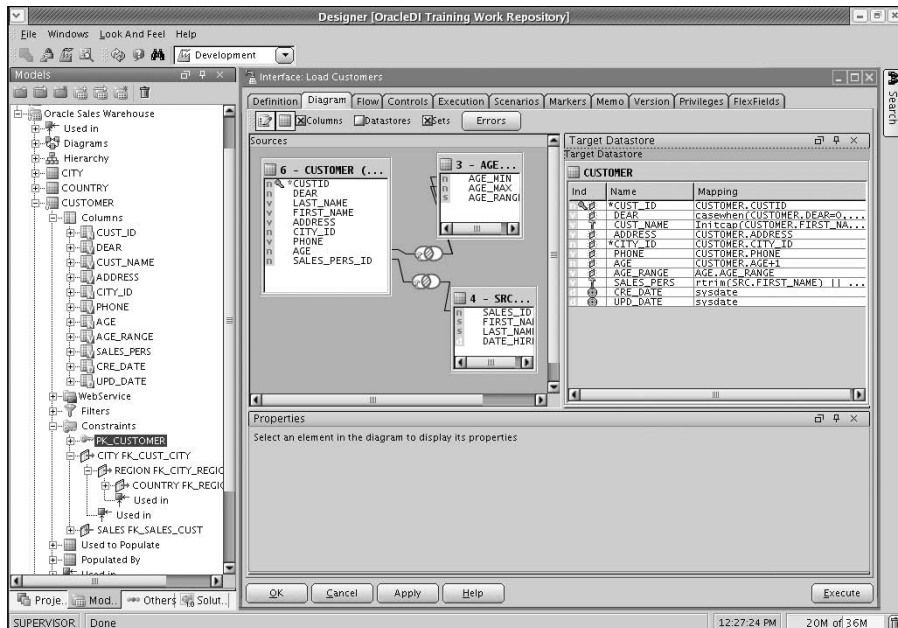 Designer [OracleDI Training Work Repository]
File Windows Look And Feel Help
Development
Models
Oracle Sales Warehouse
Used in
Diagrams
Hierarchy
CITY
COUNTRY
CUSTOMER
Columns
CUST_ID
DEAR
CUST_NAME
ADDRESS
CITY_ID
PHONE
AGE
AGE_RANGE
SALES_PERS
CRE_DATE
UPD_DATE
WebService
Filters
Constraints
PK_CUSTOMER
CITY FK_CUST_CITY
REGION FK_CITY_REGIO
COUNTRY FK_REGIO
Used in
Used in
SALES FK_SALES_CUST
Used to Populate
Populated By
Used in
Proje.. Mod.. Others Solut..
Interface: Load Customers
Definition Diagram Flow Controls Execution Scenarios Markers Memo Version Privileges FlexFields
Columns Datastores Sets Errors
Sources
6 - CUSTOMER (...
n *CUSTID
n DEAR
v LAST_NAME
v FIRST_NAME
v ADDRESS
n CITY_ID
v PHONE
n AGE
n SALES_PERS_ID
3 - AGE...
n AGE_MIN
n AGE_MAX
s AGE_RANGE
4 - SRC...
n SALES_ID
s FIRST_NAM
s LAST_NAME
d DATE_HIRE
Target Datastore
Target Datastore
CUSTOMER
Ind Name Mapping
*CUST_ID CUSTOMER.CUSTID
DEAR casewhen(CUSTOMER.DEAR=0,...
CUST_NAME Initcap(CUSTOMER.FIRST_NA...
ADDRESS CUSTOMER.ADDRESS
*CITY_ID CUSTOMER.CITY_ID
PHONE CUSTOMER.PHONE
AGE CUSTOMER.AGE+1
AGE_RANGE AGE.AGE_RANGE
SALES_PERS rtrim(SRC.FIRST_NAME) || ...
CRE_DATE sysdate
UPD_DATE sysdate
Properties
Select an element in the diagram to display its properties
OK Cancel Apply Help Execute
Search
SUPERVISOR Done 12:27:24 PM 20M of 36M